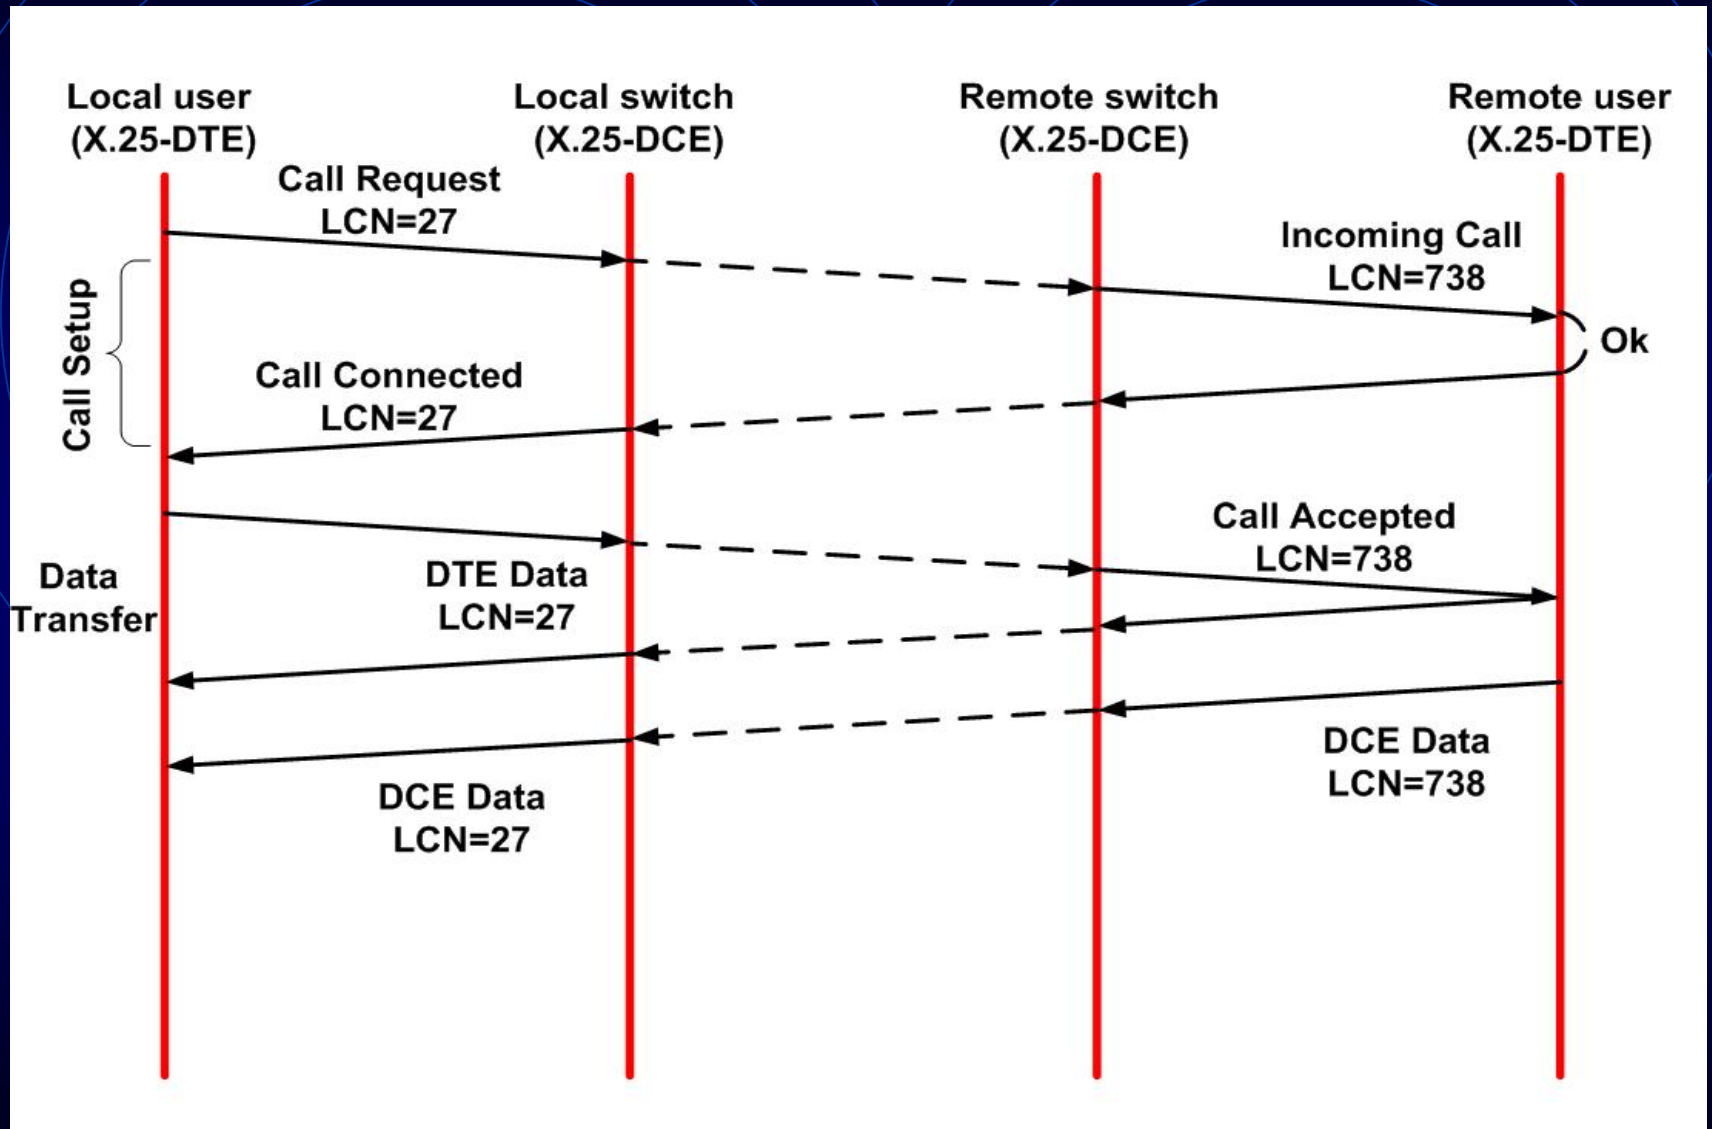 Local user
(X.25-DTE)
Local switch
(X.25-DCE)
Remote switch
(X.25-DCE)
Remote user
(X.25-DTE)
Call Request
LCN=27
Incoming Call
LCN=738
Ok
Call Setup
Call Connected
LCN=27
Call Accepted
LCN=738
Data
Transfer
DTE Data
LCN=27
DCE Data
LCN=738
DCE Data
LCN=27